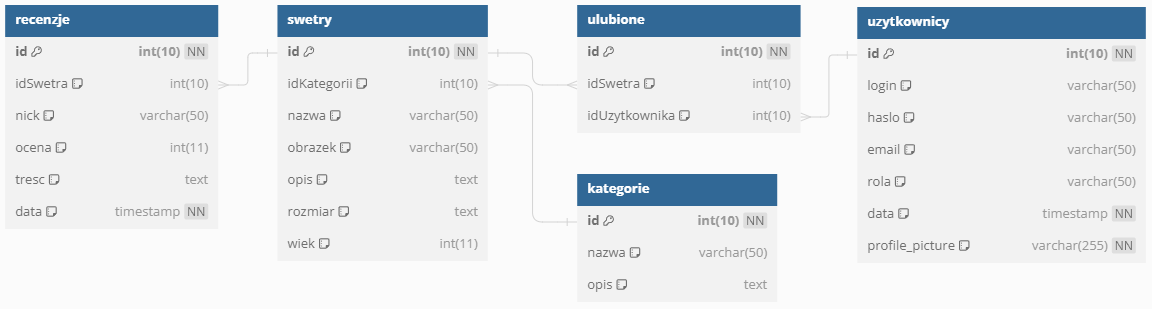 recenzje
id int(10) NN
idSwetra int(10)
nick varchar(50)
ocena int(11)
tresc text
data timestamp NN
swetry
id int(10) NN
idKategorii int(10)
nazwa varchar(50)
obrazek varchar(50)
opis text
rozmiar text
wiek int(11)
ulubione
id int(10) NN
idSwetra int(10)
idUzytkownika int(10)
kategorie
id int(10) NN
nazwa varchar(50)
opis text
uzytkownicy
id int(10) NN
login varchar(50)
haslo varchar(50)
email varchar(50)
rola varchar(50)
data timestamp NN
profile_picture varchar(255) NN